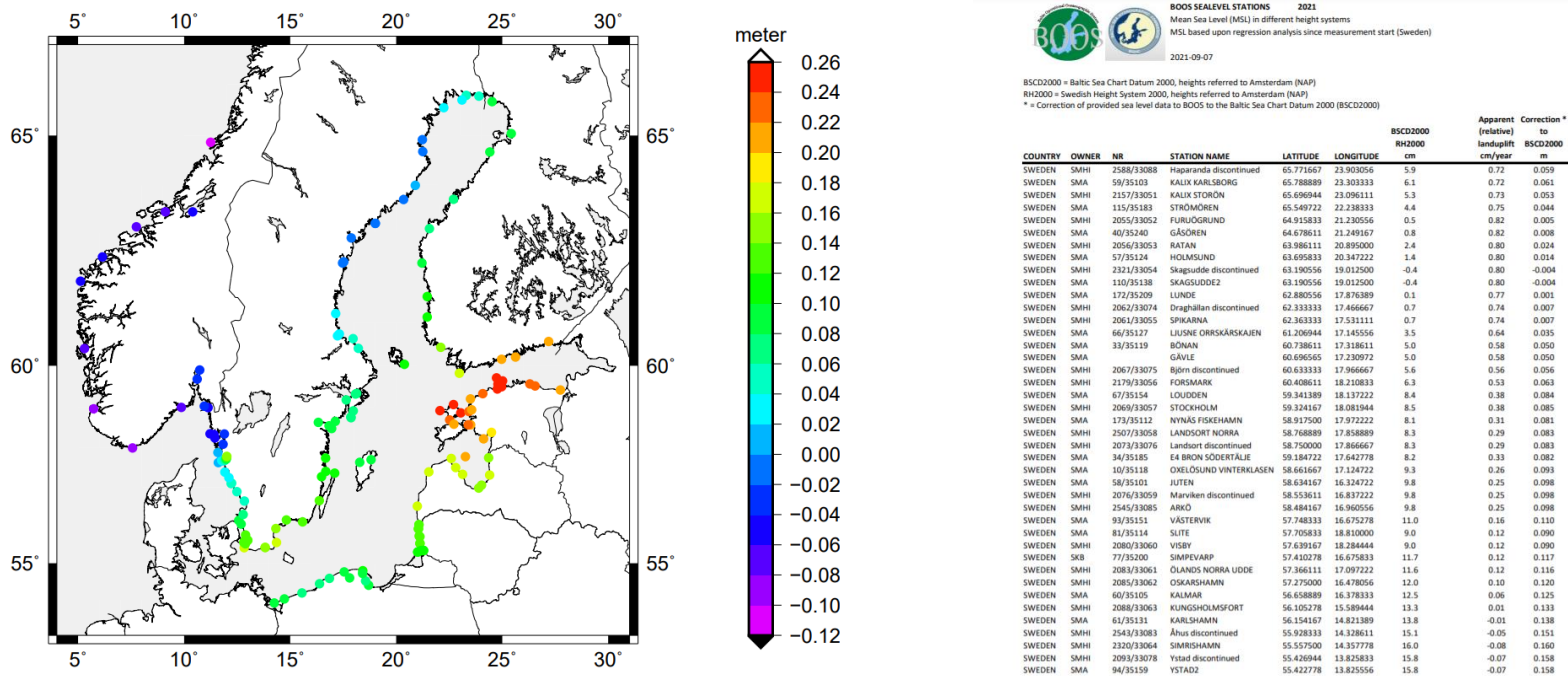 5˚ 10˚ 15˚ 20˚ 25˚ 30˚
65˚ 65˚
60˚ 60˚
55˚ 55˚
5˚ 10˚ 15˚ 20˚ 25˚ 30˚
meter
0.26
0.24
0.22
0.20
0.18
0.16
0.14
0.12
0.10
0.08
0.06
0.04
0.02
0.00
−0.02
−0.04
−0.06
−0.08
−0.10
−0.12
BOOS
BOOS SEALEVEL STATIONS 2021
Mean Sea Level (MSL) in different height systems
MSL based upon regression analysis since measurement start (Sweden)
2021-09-07
BSCD2000 = Baltic Sea Chart Datum 2000, heights referred to Amsterdam (NAP)
RH2000 = Swedish Height System 2000, heights referred to Amsterdam (NAP)
* = Correction of provided sea level data to BOOS to the Baltic Sea Chart Datum 2000 (BSCD2000)
Apparent Correction *
BSCD2000 (relative) to
RH2000 landuplift BSCD2000
COUNTRY OWNER NR STATION NAME LATITUDE LONGITUDE cm cm/year m
SWEDEN SMHI 2588/33088 Haparanda discontinued 65.771667 23.903056 5.9 0.72 0.059
SWEDEN SMA 59/35103 KALIX KARLSBORG 65.788889 23.303333 6.1 0.72 0.061
SWEDEN SMHI 2157/33051 KALIX STORÖN 65.696944 23.096111 5.3 0.73 0.053
SWEDEN SMA 115/35183 STRÖMÖREN 65.549722 22.238333 4.4 0.75 0.044
SWEDEN SMHI 2055/33052 FURUÖGRUND 64.915833 21.230556 0.5 0.82 0.005
SWEDEN SMA 40/35240 GÅSÖREN 64.678611 21.249167 0.8 0.82 0.008
SWEDEN SMHI 2056/33053 RATAN 63.986111 20.895000 2.4 0.80 0.024
SWEDEN SMA 57/35124 HOLMSUND 63.695833 20.347222 1.4 0.80 0.014
SWEDEN SMHI 2321/33054 Skagsudde discontinued 63.190556 19.012500 -0.4 0.80 -0.004
SWEDEN SMA 110/35138 SKAGSUDDE2 63.190556 19.012500 -0.4 0.80 -0.004
SWEDEN SMA 172/35209 LUNDE 62.880556 17.876389 0.1 0.77 0.001
SWEDEN SMHI 2062/33074 Draghällan discontinued 62.333333 17.466667 0.7 0.74 0.007
SWEDEN SMHI 2061/33055 SPIKARNA 62.363333 17.531111 0.7 0.74 0.007
SWEDEN SMA 66/35127 LJUSNE ORRSKÄRSKAJEN 61.206944 17.145556 3.5 0.64 0.035
SWEDEN SMA 33/35119 BÖNAN 60.738611 17.318611 5.0 0.58 0.050
SWEDEN SMA GÄVLE 60.696565 17.230972 5.0 0.58 0.050
SWEDEN SMHI 2067/33075 Björn discontinued 60.633333 17.966667 5.6 0.56 0.056
SWEDEN SMHI 2179/33056 FORSMARK 60.408611 18.210833 6.3 0.53 0.063
SWEDEN SMA 67/35154 LOUDDEN 59.341389 18.137222 8.4 0.38 0.084
SWEDEN SMHI 2069/33057 STOCKHOLM 59.324167 18.081944 8.5 0.38 0.085
SWEDEN SMA 173/35112 NYNÄS FISKEHAMN 58.917500 17.972222 8.1 0.31 0.081
SWEDEN SMHI 2507/33058 LANDSORT NORRA 58.768889 17.858889 8.3 0.29 0.083
SWEDEN SMHI 2073/33076 Landsort discontinued 58.750000 17.866667 8.3 0.29 0.083
SWEDEN SMA 34/35185 E4 BRON SÖDERTÄLJE 59.184722 17.642778 8.2 0.33 0.082
SWEDEN SMA 10/35118 OXELÖSUND VINTERKLASEN 58.661667 17.124722 9.3 0.26 0.093
SWEDEN SMA 58/35101 JUTEN 58.634167 16.324722 9.8 0.25 0.098
SWEDEN SMHI 2076/33059 Marviken discontinued 58.553611 16.837222 9.8 0.25 0.098
SWEDEN SMHI 2545/33085 ARKÖ 58.484167 16.960556 9.8 0.25 0.098
SWEDEN SMA 93/35151 VÄSTERVIK 57.748333 16.675278 11.0 0.16 0.110
SWEDEN SMA 81/35114 SLITE 57.705833 18.810000 9.0 0.12 0.090
SWEDEN SMHI 2080/33060 VISBY 57.639167 18.284444 9.0 0.12 0.090
SWEDEN SKB 77/35200 SIMPEVARP 57.410278 16.675833 11.7 0.12 0.117
SWEDEN SMHI 2083/33061 ÖLANDS NORRA UDDE 57.366111 17.097222 11.6 0.12 0.116
SWEDEN SMHI 2085/33062 OSKARSHAMN 57.275000 16.478056 12.0 0.10 0.120
SWEDEN SMA 60/35105 KALMAR 56.658889 16.378333 12.5 0.06 0.125
SWEDEN SMHI 2088/33063 KUNGSHOLMSFORT 56.105278 15.589444 13.3 0.01 0.133
SWEDEN SMA 61/35131 KARLSHAMN 56.154167 14.821389 13.8 -0.01 0.138
SWEDEN SMHI 2543/33083 Åhus discontinued 55.928333 14.328611 15.1 -0.05 0.151
SWEDEN SMHI 2320/33064 SIMRISHAMN 55.557500 14.357778 16.0 -0.08 0.160
SWEDEN SMHI 2093/33078 Ystad discontinued 55.426944 13.825833 15.8 -0.07 0.158
SWEDEN SMA 94/35159 YSTAD2 55.422778 13.825556 15.8 -0.07 0.158